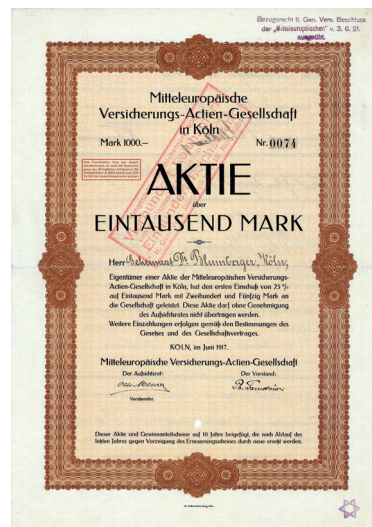 Bezugsrecht lt. Gen. Vers. Beschluss
der „Mitteleuropäischen" v. 3. 6. 21.
ausgeübt.
Mitteleuropäische
Versicherungs-Actien-Gesellschaft
in Köln
Mark 1000.–
Nr. 0074
AKTIE
über
EINTAUSEND MARK
Herr Geheimrat Dr. Blumberger, Köln,
Eigentümer einer Aktie der Mitteleuropäischen Versicherungs-
Actien-Gesellschaft in Köln, hat den ersten Einschuß von 25 %
auf Eintausend Mark mit Zweihundert und Fünfzig Mark an
die Gesellschaft geleistet. Diese Aktie darf ohne Genehmigung
des Aufsichtsrates nicht übertragen werden.
Weitere Einzahlungen erfolgen gemäß den Bestimmungen des
Gesetzes und des Gesellschaftsvertrages.
KÖLN, im Juni 1917.
Mitteleuropäische Versicherungs-Actien-Gesellschaft
Der Aufsichtsrat:
Der Vorstand:
Vorsitzender.
Dieser Aktie sind Gewinnanteilscheine auf 10 Jahre beigefügt, die nach Ablauf des
letzten Jahres gegen Vorzeigung des Erneuerungsscheines durch neue ersetzt werden.